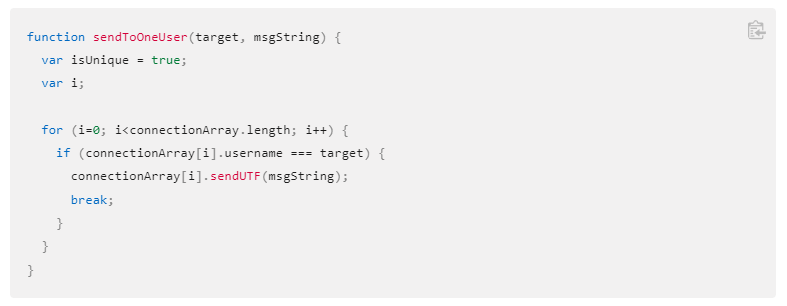 function sendToOneUser(target, msgString) {
  var isUnique = true;
  var i;

  for (i=0; i<connectionArray.length; i++) {
    if (connectionArray[i].username === target) {
      connectionArray[i].sendUTF(msgString);
      break;
    }
  }
}